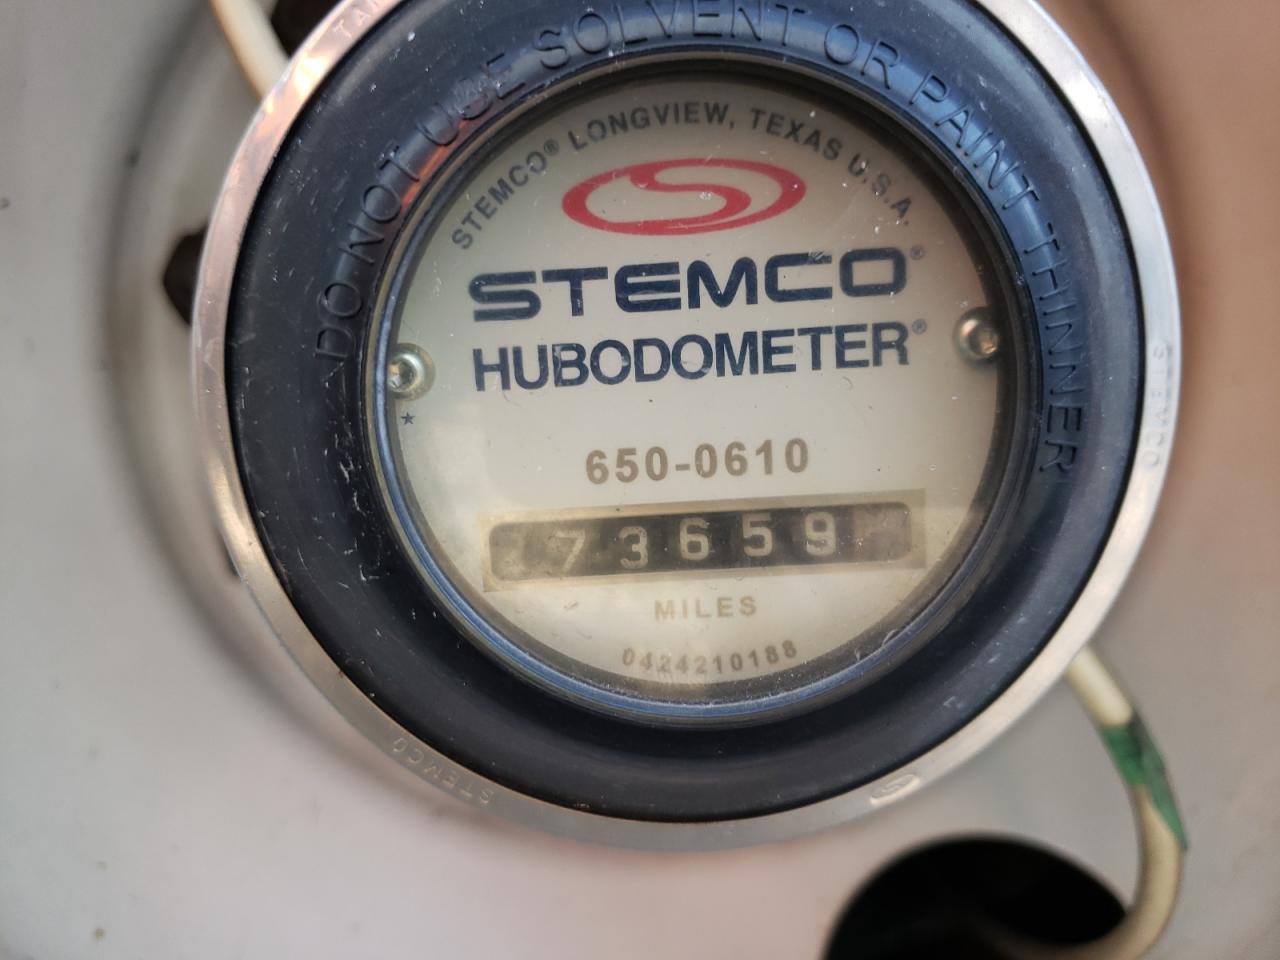 DO NOT USE SOLVENT OR PAINT THINNER
STEMCO® LONGVIEW, TEXAS U.S.A.
STEMCO®
HUBODOMETER®
650-0610
73659
MILES
0424210188
STEMCO
STEMCO